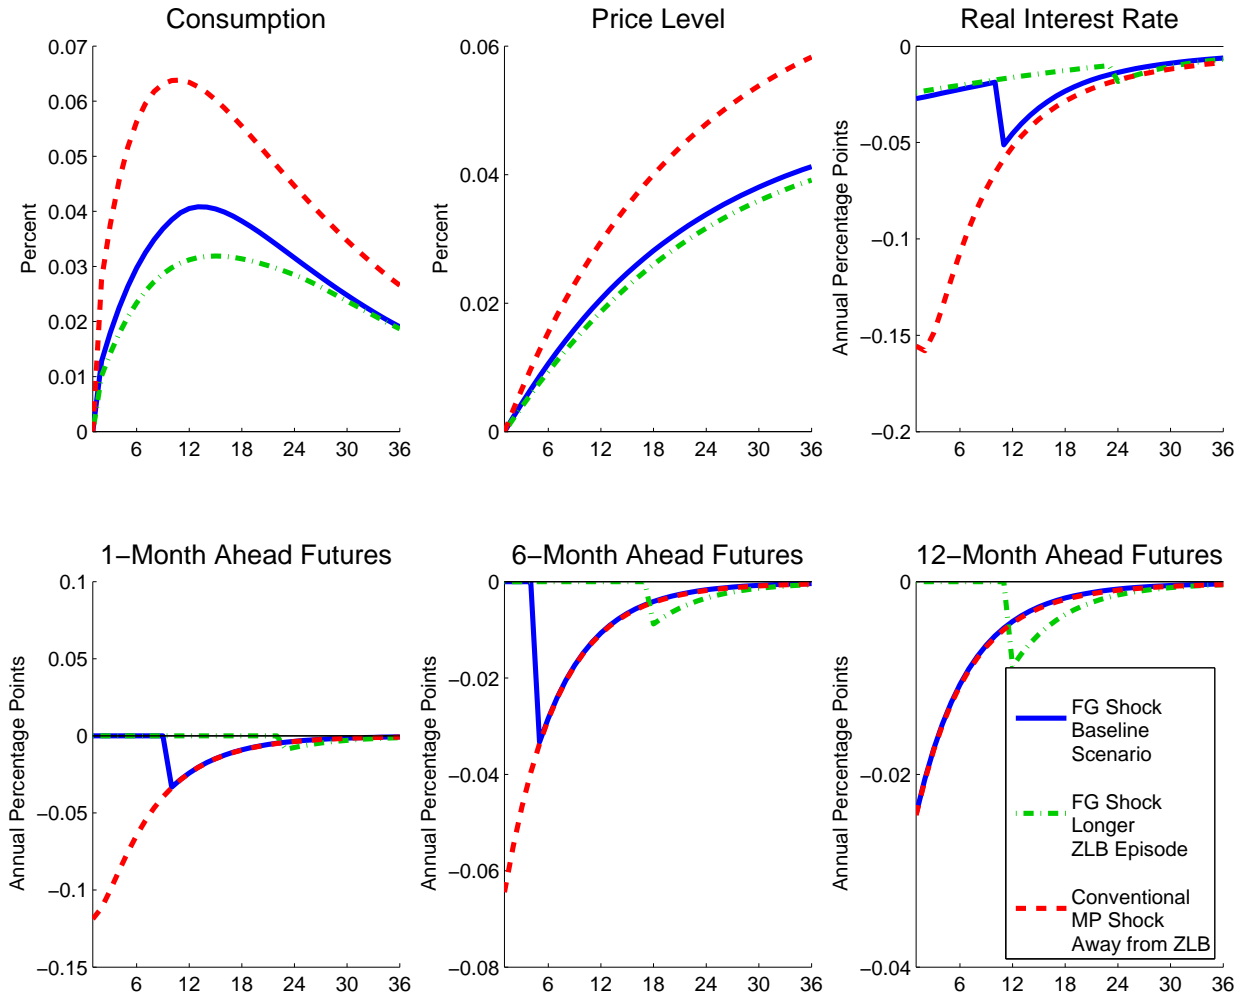 Consumption
Percent
0.07
0.06
0.05
0.04
0.03
0.02
0.01
0
6 12 18 24 30 36
Price Level
Percent
0.06
0.04
0.02
0
6 12 18 24 30 36
Real Interest Rate
Annual Percentage Points
0
−0.05
−0.1
−0.15
−0.2
6 12 18 24 30 36
1−Month Ahead Futures
Annual Percentage Points
0.1
0.05
0
−0.05
−0.1
−0.15
6 12 18 24 30 36
6−Month Ahead Futures
Annual Percentage Points
0
−0.02
−0.04
−0.06
−0.08
6 12 18 24 30 36
12−Month Ahead Futures
Annual Percentage Points
0
−0.02
−0.04
6 12 18 24 30 36
FG Shock
Baseline
Scenario
FG Shock
Longer
ZLB Episode
Conventional
MP Shock
Away from ZLB